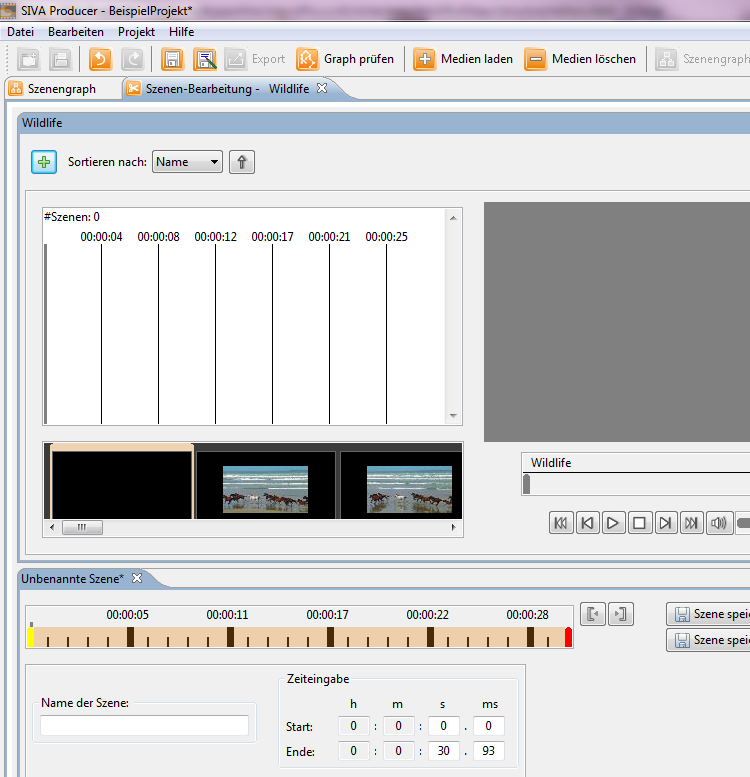 SIVA Producer - BeispielProjekt*
Datei Bearbeiten Projekt Hilfe
Export Graph prüfen Medien laden Medien löschen Szenengraph
Szenengraph Szenen-Bearbeitung - Wildlife
Wildlife
Sortieren nach: Name
#Szenen: 0
00:00:04 00:00:08 00:00:12 00:00:17 00:00:21 00:00:25
Wildlife
Unbenannte Szene*
00:00:05 00:00:11 00:00:17 00:00:22 00:00:28
Szene spei
Szene spei
Zeiteingabe
Name der Szene:
h m s ms
Start: 0 : 0 : 0 . 0
Ende: 0 : 0 : 30 . 93